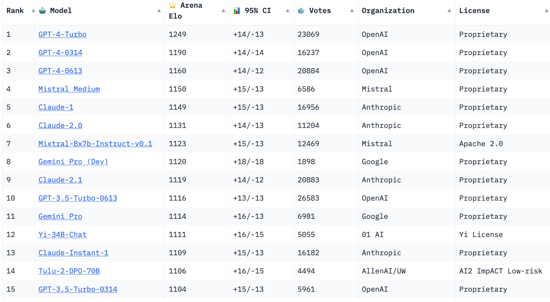 Rank 🤖 Model ⭐ Arena Elo 📊 95% CI 🗳️ Votes Organization License
1 GPT-4-Turbo 1249 +14/-13 23069 OpenAI Proprietary
2 GPT-4-0314 1190 +14/-14 16237 OpenAI Proprietary
3 GPT-4-0613 1160 +14/-12 20884 OpenAI Proprietary
4 Mistral Medium 1150 +15/-13 6586 Mistral Proprietary
5 Claude-1 1149 +15/-13 16956 Anthropic Proprietary
6 Claude-2.0 1131 +14/-13 11204 Anthropic Proprietary
7 Mixtral-8x7b-Instruct-v0.1 1123 +15/-13 12469 Mistral Apache 2.0
8 Gemini Pro (Dev) 1120 +18/-18 1898 Google Proprietary
9 Claude-2.1 1119 +14/-12 20883 Anthropic Proprietary
10 GPT-3.5-Turbo-0613 1116 +13/-13 26583 OpenAI Proprietary
11 Gemini Pro 1114 +16/-13 6981 Google Proprietary
12 Yi-34B-Chat 1111 +16/-15 5055 01 AI Yi License
13 Claude-Instant-1 1109 +15/-13 16182 Anthropic Proprietary
14 Tulu-2-DPO-70B 1106 +16/-15 4494 AllenAI/UW AI2 ImpACT Low-risk
15 GPT-3.5-Turbo-0314 1104 +15/-13 5961 OpenAI Proprietary